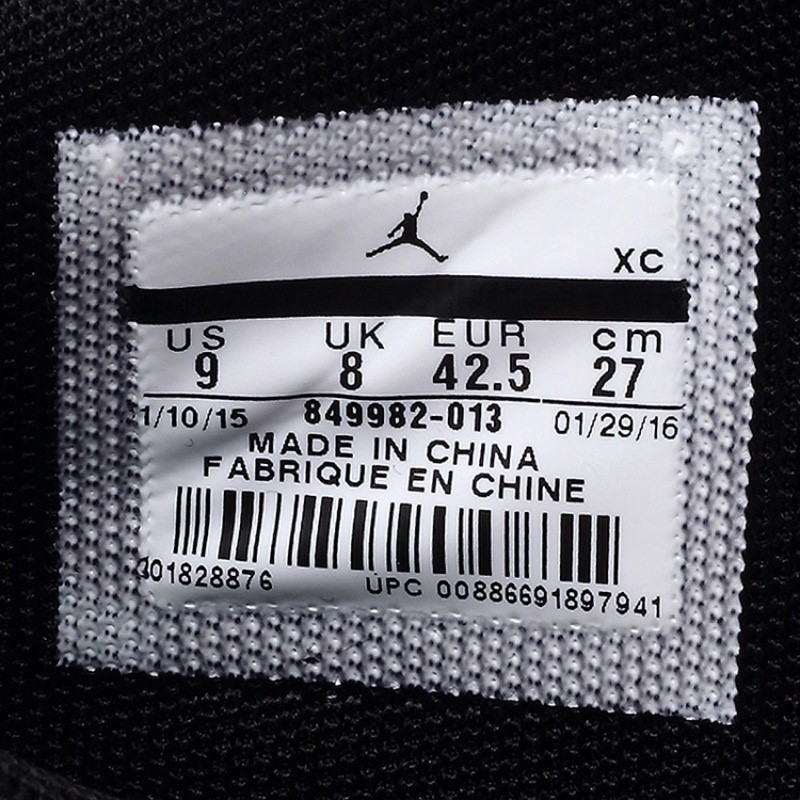 XC
US UK EUR cm
9 8 42.5 27
1/10/15 849982-013 01/29/16
MADE IN CHINA
FABRIQUE EN CHINE
301828876 UPC 00886691897941